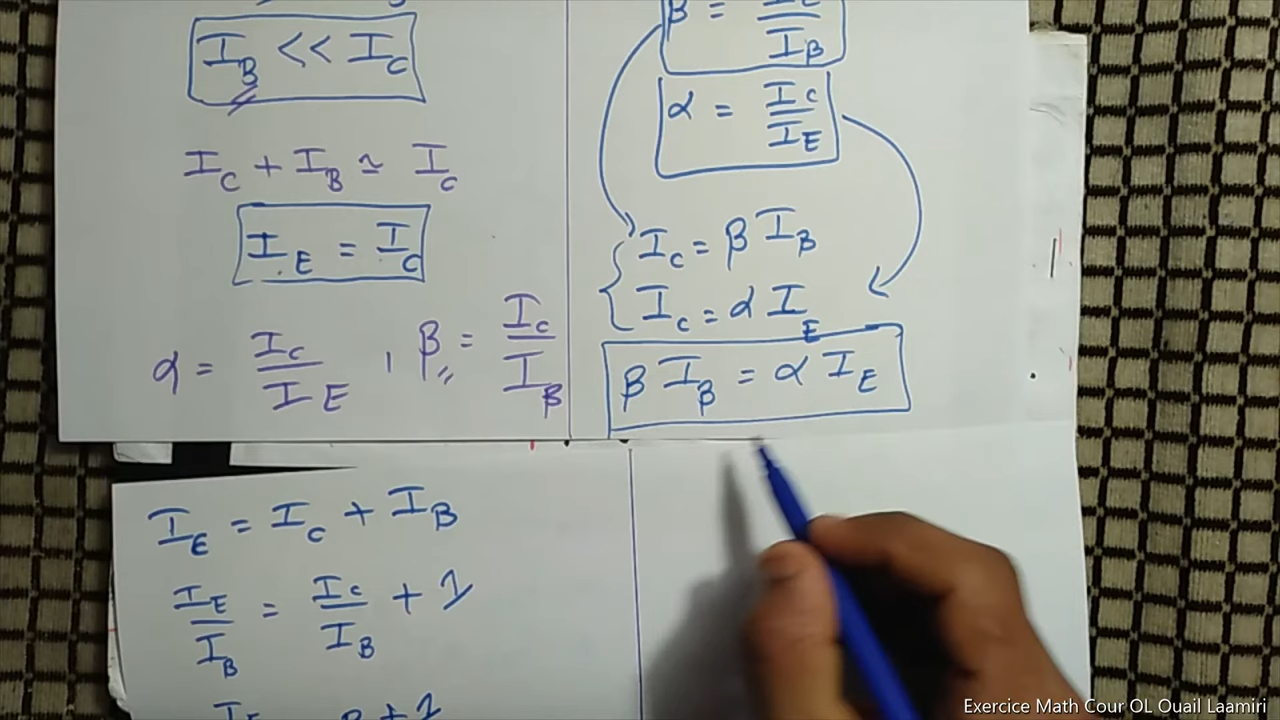 I_B << I_C
I_C + I_B ≃ I_C
I_E = I_C
α = I_C / I_E , β = I_C / I_B
β = I_C / I_B
α = I_C / I_E
I_C = β I_B
I_C = α I_E
β I_B = α I_E
I_E = I_C + I_B
I_E / I_B = I_C / I_B + 1
Exercice Math Cour OL Ouail Laamiri